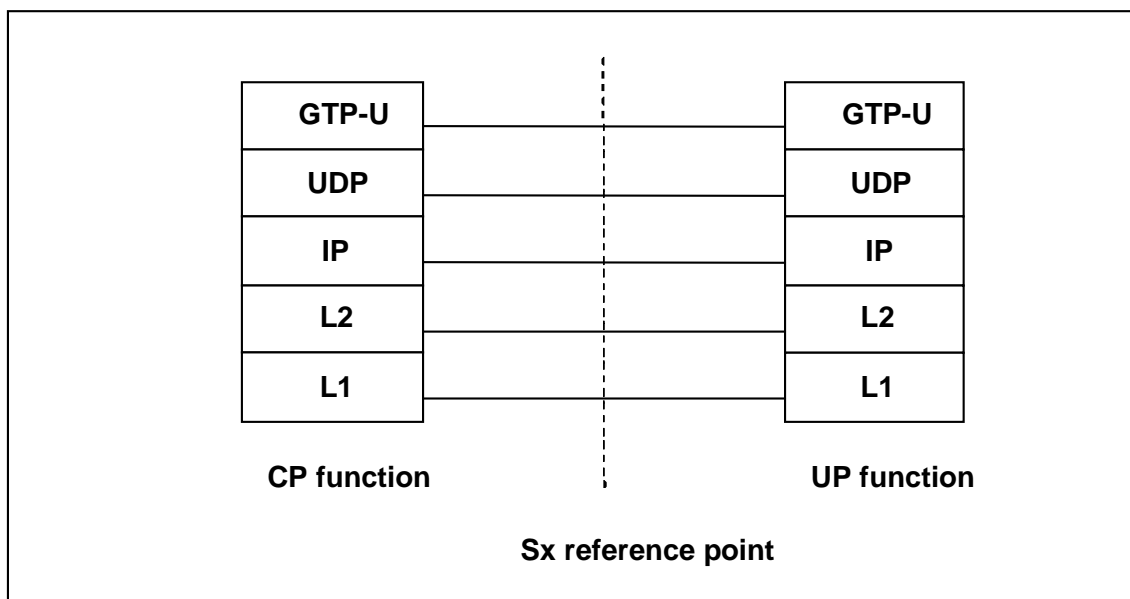 GTP-U GTP-U
UDP UDP
IP IP
L2 L2
L1 L1
CP function UP function
Sx reference point